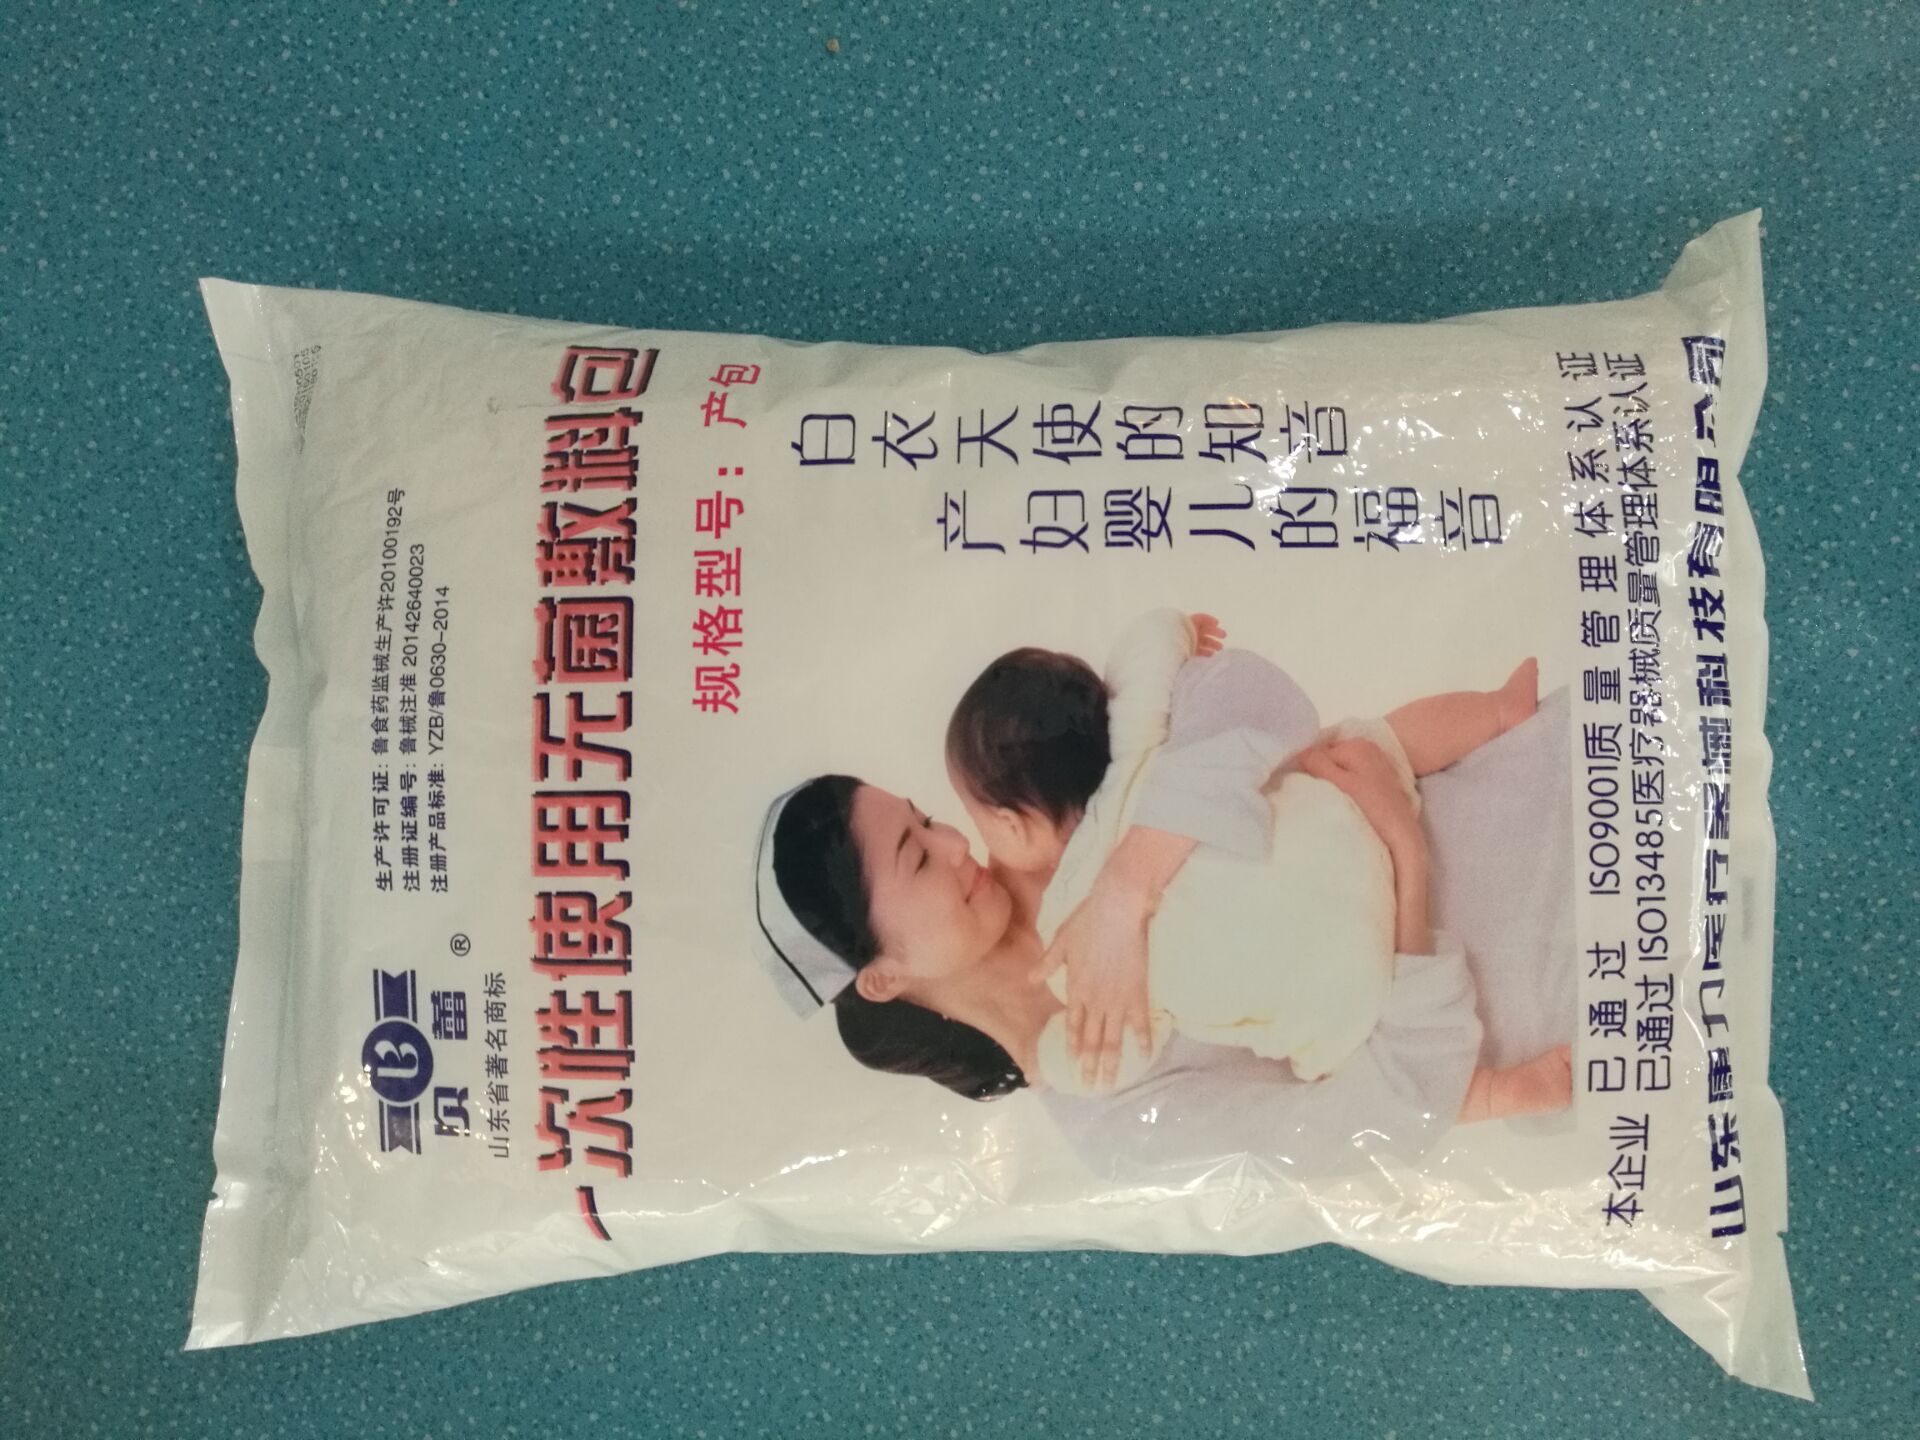 生产许可证: 鲁食药监械生产许20100192号
注册证编号: 鲁械注准 20142640023
注册产品标准: YZB/鲁0630-2014
B
贝蕾®
山东省著名商标
一次性使用无菌敷料包
规格型号: 产包
白衣天使的知音
产妇婴儿的福音
本企业 已通过 ISO9001质量管理体系认证
已通过 ISO13485医疗器械质量管理体系认证
山东康力医疗器械科技有限公司